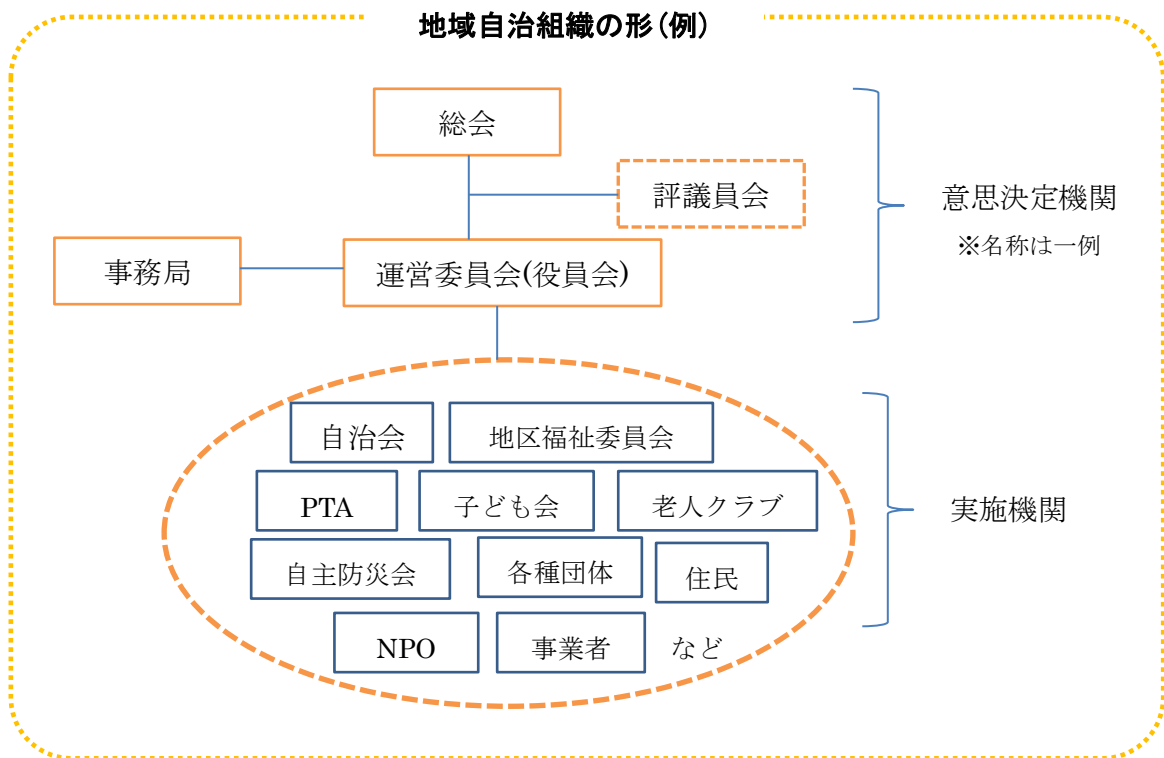 地域自治組織の形(例)
総会
評議員会
意思決定機関
※名称は一例
事務局
運営委員会(役員会)
自治会
地区福祉委員会
PTA
子ども会
老人クラブ
実施機関
自主防災会
各種団体
住民
NPO
事業者
など